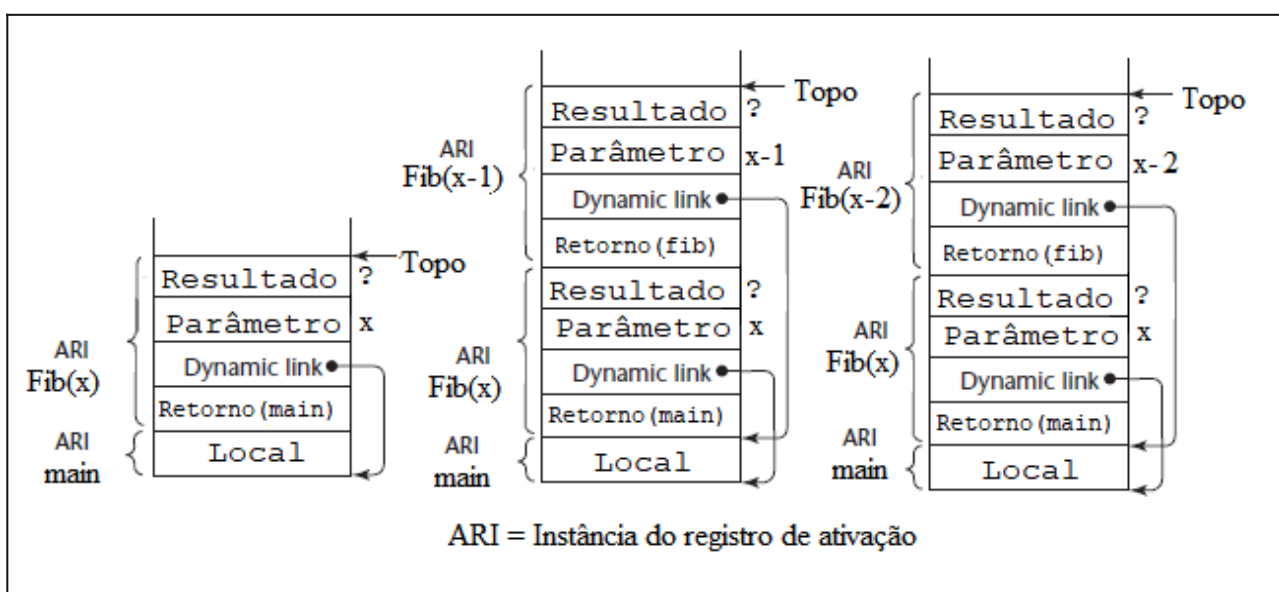 Topo
Resultado ?
Parâmetro x
Dynamic link
Retorno(main)
Local
ARI
Fib(x)
ARI
main
Topo
Resultado ?
Parâmetro x-1
Dynamic link
Retorno(fib)
Resultado ?
Parâmetro x
Dynamic link
Retorno(main)
Local
ARI
Fib(x-1)
ARI
Fib(x)
ARI
main
Topo
Resultado ?
Parâmetro x-2
Dynamic link
Retorno(fib)
Resultado ?
Parâmetro x
Dynamic link
Retorno(main)
Local
ARI
Fib(x-2)
ARI
Fib(x)
ARI
main
ARI = Instância do registro de ativação